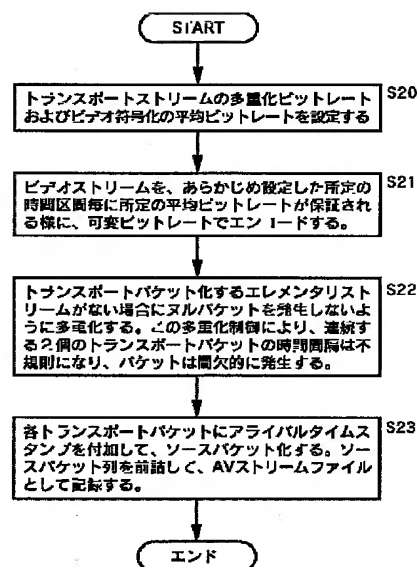 START
S20
トランスポートストリームの多重化ビットレート
およびビデオ符号化の平均ビットレートを設定する
S21
ビデオストリームを、あらかじめ設定した所定の
時間区間毎に所定の平均ビットレートが保証され
る様に、可変ビットレートでエンコードする。
S22
トランスポートパケット化するエレメンタリスト
リームがない場合にヌルパケットを発生しないよ
うに多重化する。この多重化制御により、連続す
る2個のトランスポートパケットの時間間隔は不
規則になり、パケットは間欠的に発生する。
S23
各トランスポートパケットにアライバルタイムス
タンプを付加して、ソースパケット化する。ソー
スパケット列を前詰して、AVストリームファイル
として記録する。
エンド